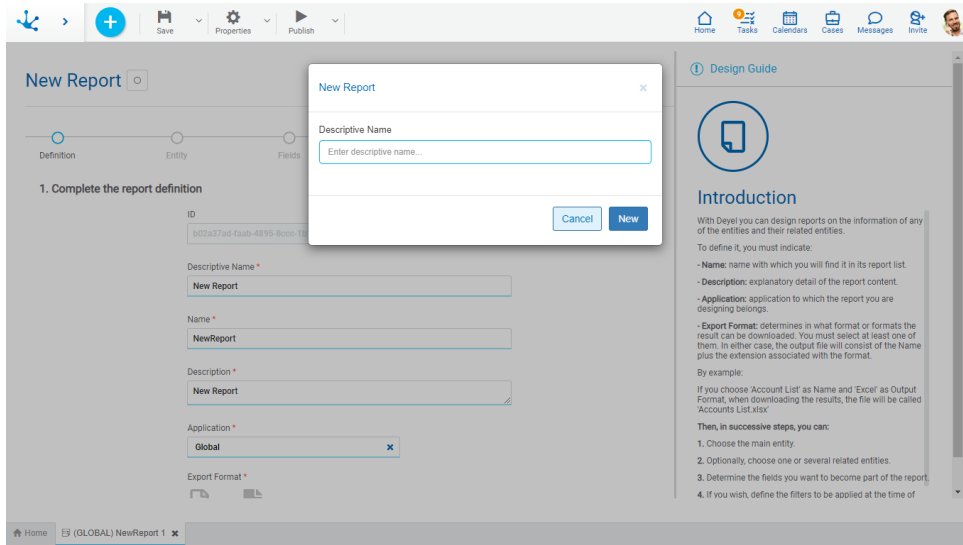 Save
Properties
Publish
Home
9
Tasks
Calendars
Cases
Messages
Invite
New Report
Definition
Entity
Fields
1. Complete the report definition
ID
Descriptive Name *
New Report
Name *
NewReport
Description *
New Report
Application *
Global
Export Format *
New Report
Descriptive Name
Enter descriptive name...
Cancel
New
Design Guide
Introduction
With Deyel you can design reports on the information of any
of the entities and their related entities.
To define it, you must indicate:
- Name: name with which you will find it in its report list.
- Description: explanatory detail of the report content.
- Application: application to which the report you are
designing belongs.
- Export Format: determines in what format or formats the
result can be downloaded. You must select at least one of
them. In either case, the output file will consist of the Name
plus the extension associated with the format.
By example:
If you choose 'Account List' as Name and 'Excel' as Output
Format, when downloading the results, the file will be called
'Accounts List.xlsx'
Then, in successive steps, you can:
1. Choose the main entity.
2. Optionally, choose one or several related entities.
3. Determine the fields you want to become part of the report.
4. If you wish, define the filters to be applied at the time of
Home
(GLOBAL) NewReport 1